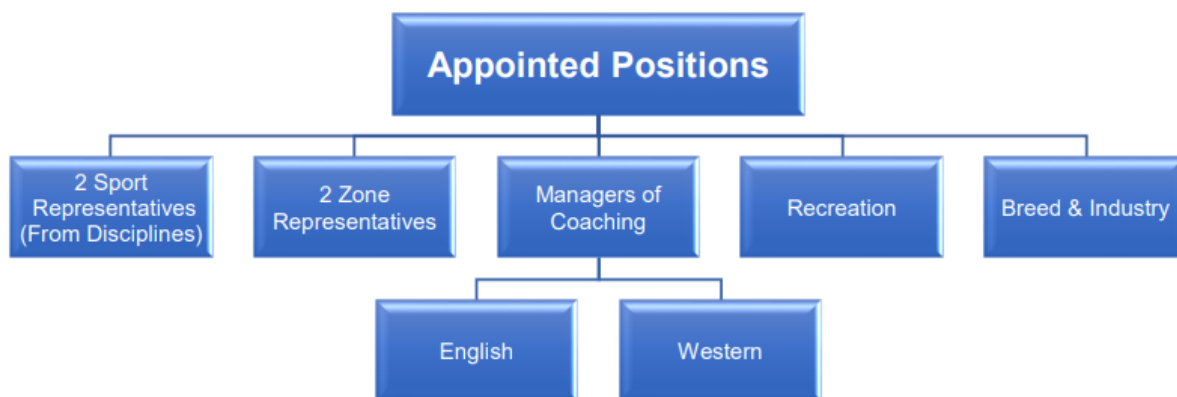 Appointed Positions
2 Sport
Representatives
(From Disciplines)
2 Zone
Representatives
Managers of
Coaching
Recreation
Breed & Industry
English
Western